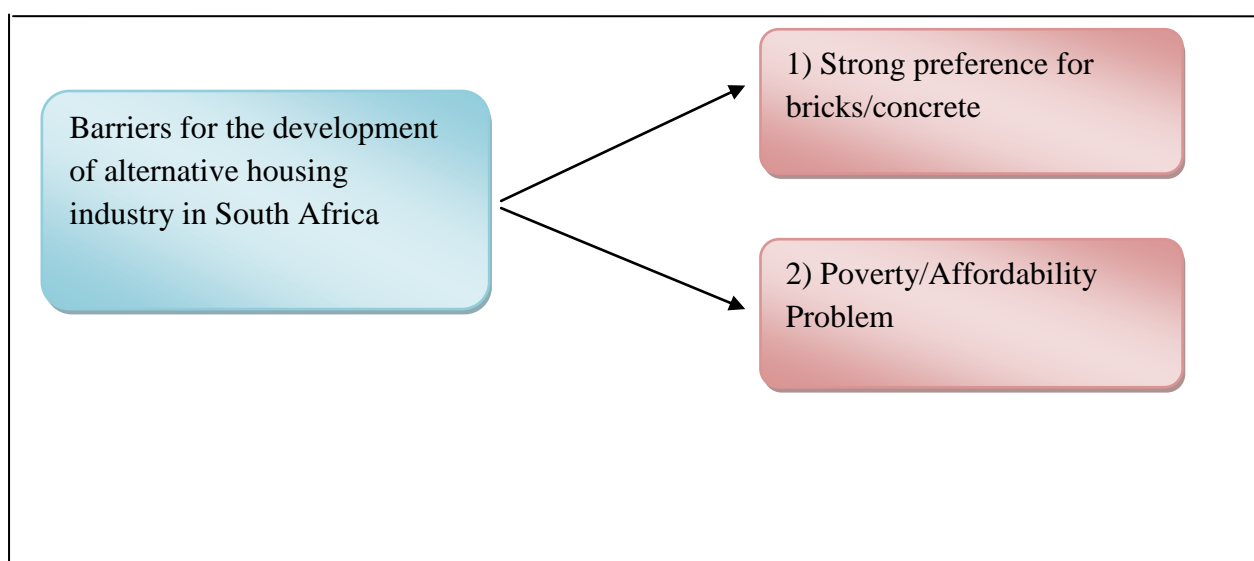 Barriers for the development
of alternative housing
industry in South Africa
1) Strong preference for
bricks/concrete
2) Poverty/Affordability
Problem